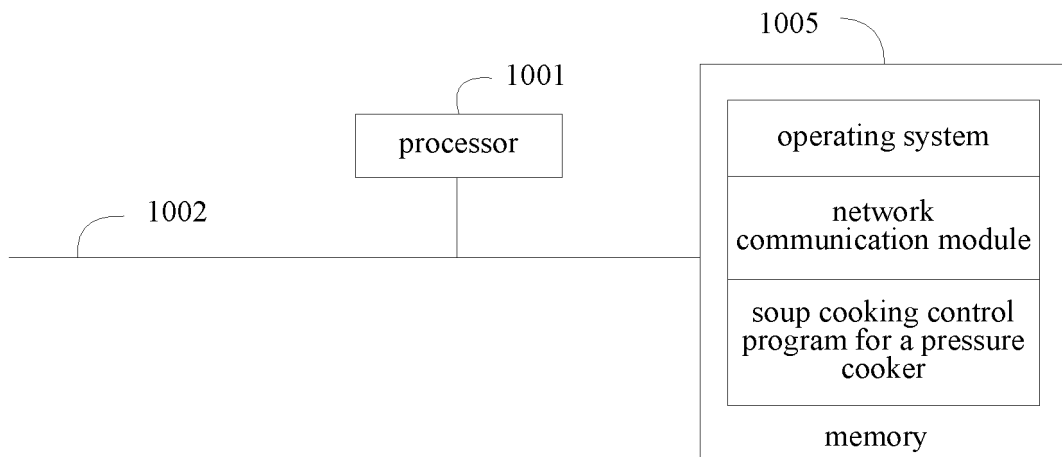 1005
1001
processor
operating system
1002
network
communication module
soup cooking control
program for a pressure
cooker
memory